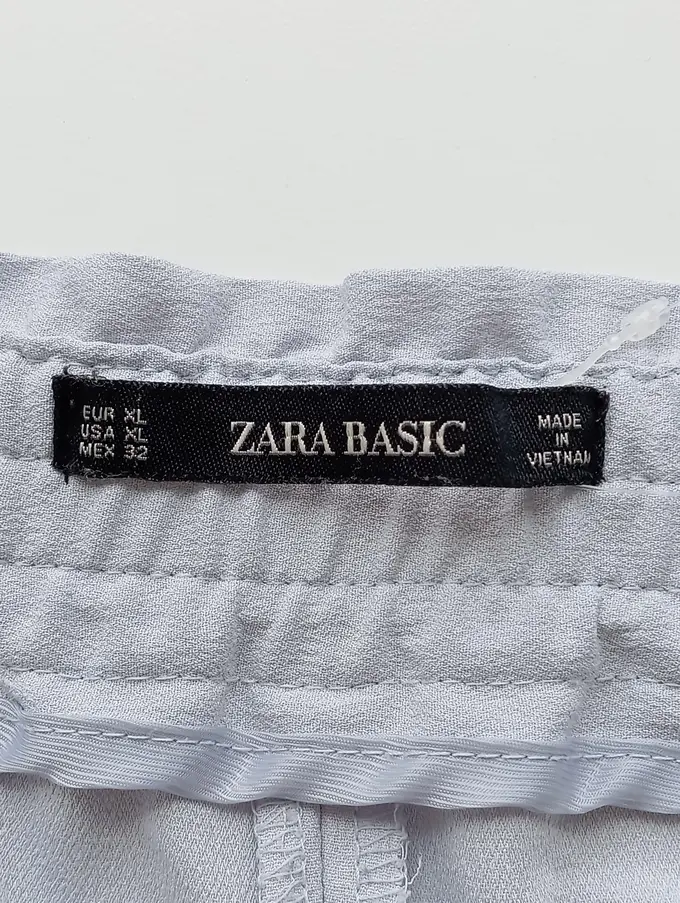 EUR XL
USA XL
MEX 32
ZARA BASIC
MADE
IN
VIETNAM